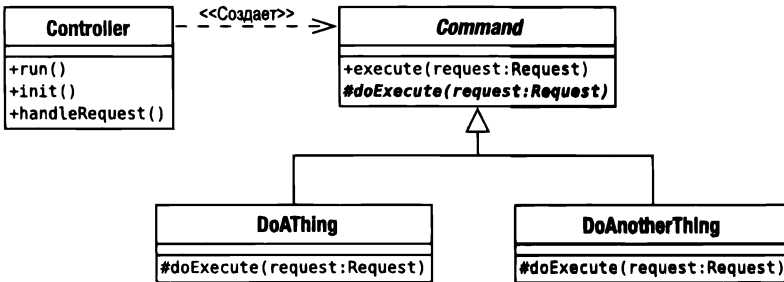 Controller
+run()
+init()
+handleRequest()
<<Создает>>
Command
+execute(request:Request)
#doExecute(request:Request)
DoAThing
#doExecute(request:Request)
DoAnotherThing
#doExecute(request:Request)